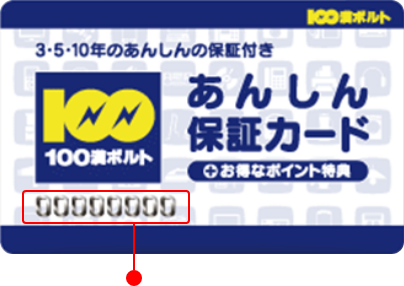 100満ボルト
3・5・10年のあんしんの保証付き
100
100満ボルト
あんしん
保証カード
+お得なポイント特典
00000000